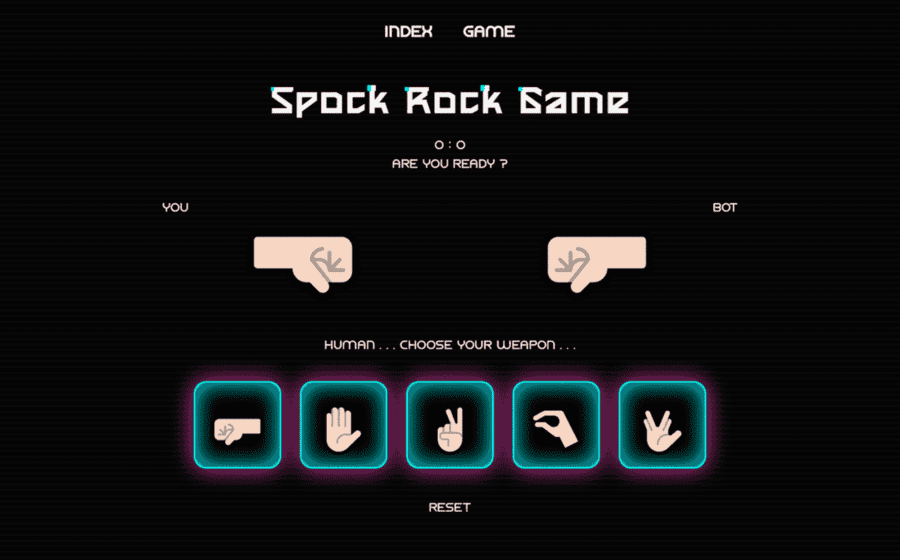 INDEX GAME
Spock Rock Game
0 : 0
ARE YOU READY ?
YOU BOT
HUMAN . . . CHOOSE YOUR WEAPON . . .
RESET